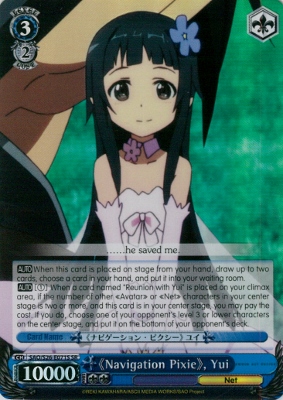 3
2
......he saved me.
AUTO When this card is placed on stage from your hand, draw up to two
cards, choose a card in your hand, and put it into your waiting room.
AUTO [(1)] When a card named "Reunion with Yui" is placed on your climax
area, if the number of other «Avatar» or «Net» characters in your center
stage is two or more, and this card is in your center stage, you may pay the
cost. If you do, choose one of your opponent's level 3 or lower
characters, and put it on the bottom of your opponent's deck.
Card Name
《ナビゲーション・ピクシー》 ユイ
《Navigation Pixie》, Yui
10000
Net